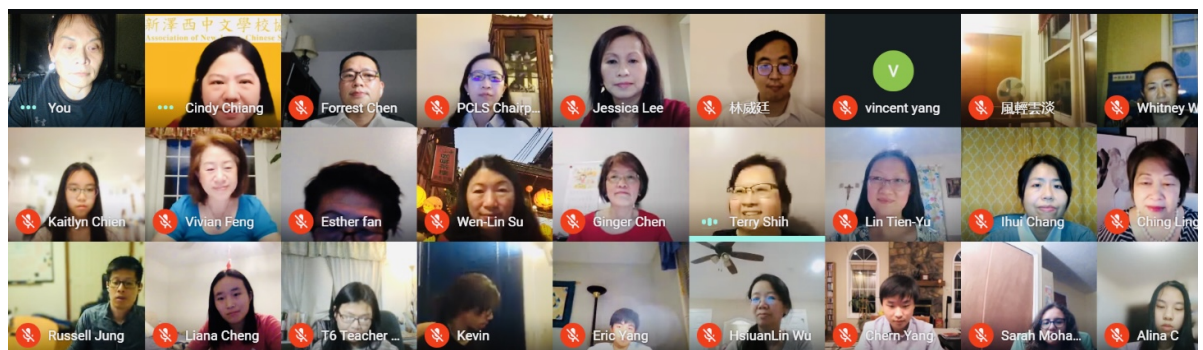 新澤西中文學校協
Association of New Jersey Chinese S
You
Cindy Chiang
Forrest Chen
PCLS Chairp...
Jessica Lee
林威廷
V
vincent yang
風輕雲淡
Whitney W
Kaitlyn Chien
Vivian Feng
Esther fan
Wen-Lin Su
Ginger Chen
Terry Shih
Lin Tien-Yu
Ihui Chang
Ching Ling
Russell Jung
Liana Cheng
T6 Teacher ...
Kevin
Eric Yang
HsiuanLin Wu
Chern-Yang
Sarah Moha...
Alina C